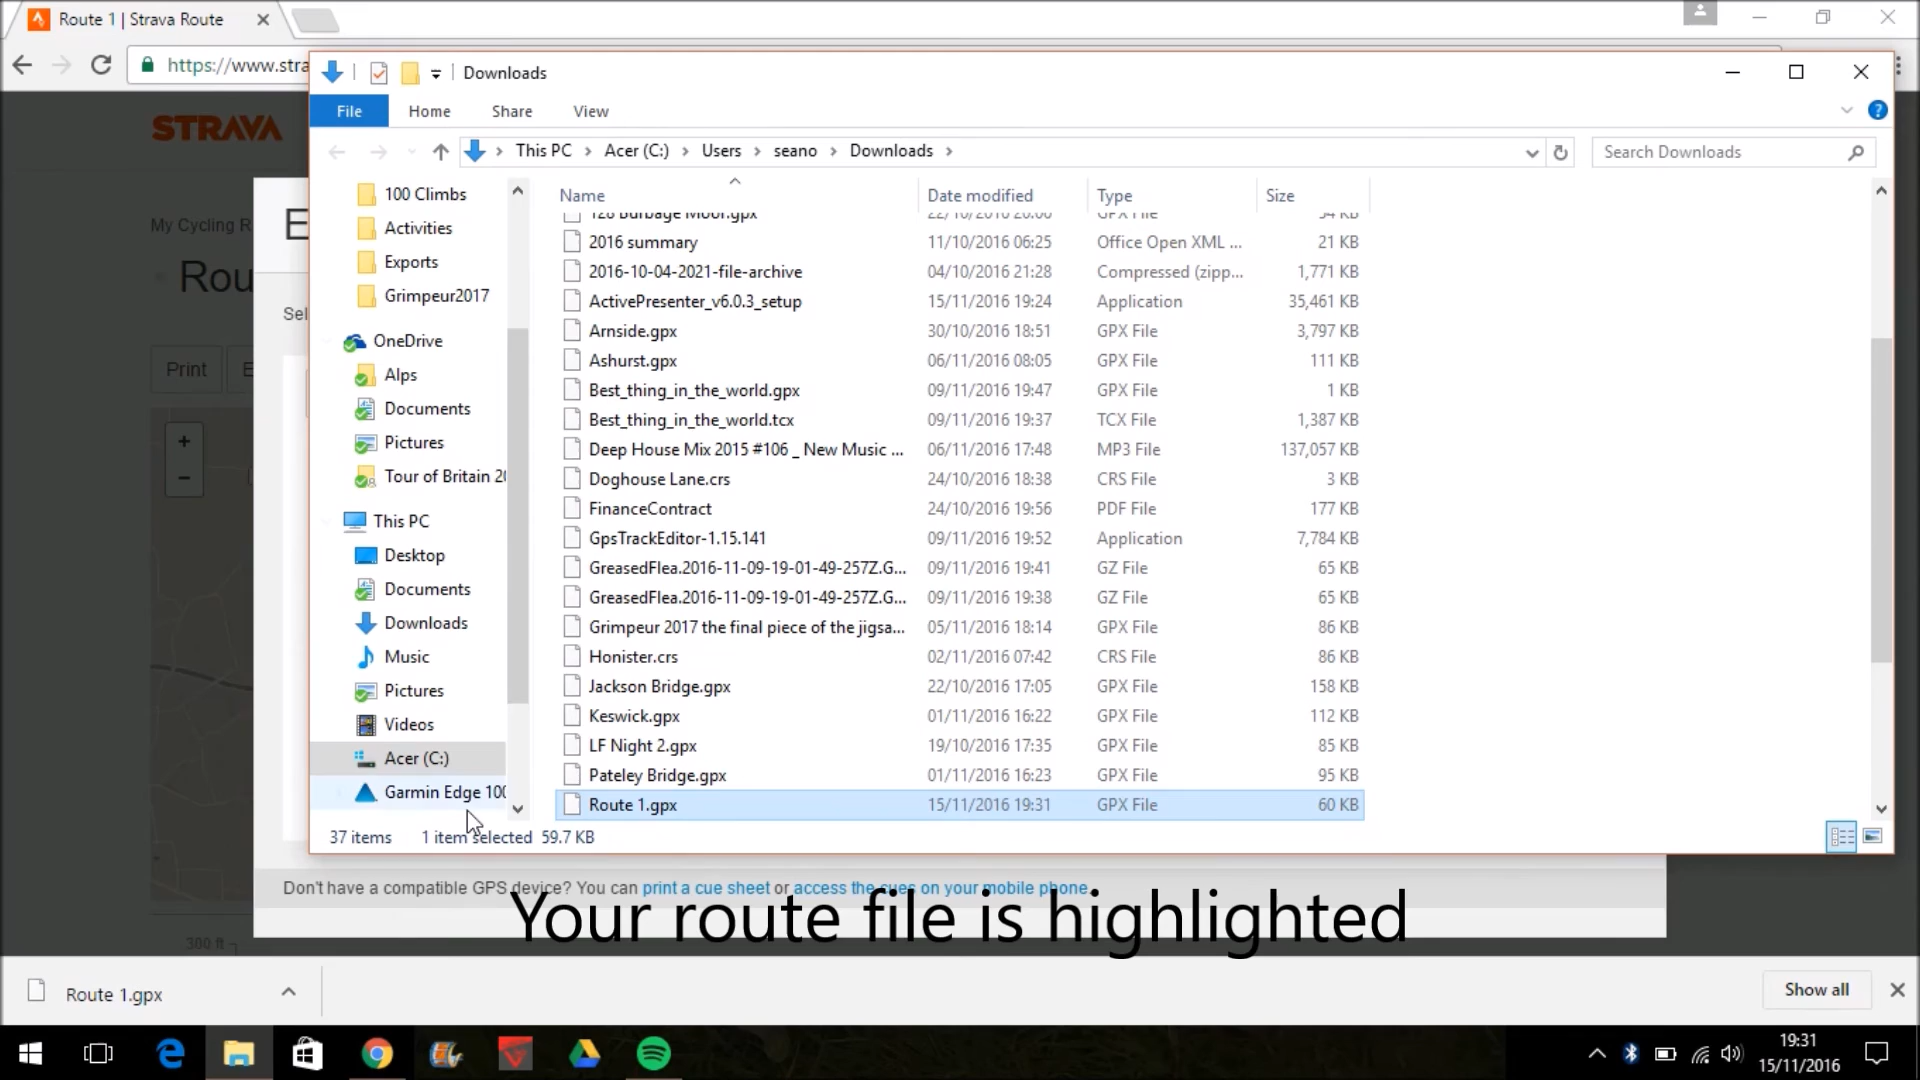 Route 1 | Strava Route
https://www.stra
Downloads
File Home Share View
This PC Acer (C:) Users seano Downloads
Search Downloads
STRAVA
My Cycling R
Rou
Sel
Print E
+
−
100 Climbs
Activities
Exports
Grimpeur2017
OneDrive
Alps
Documents
Pictures
Tour of Britain 20
This PC
Desktop
Documents
Downloads
Music
Pictures
Videos
Acer (C:)
Garmin Edge 100
Name Date modified Type Size
128 Burbage Moor.gpx 22/10/2016 20:00 GPX File 54 KB
2016 summary 11/10/2016 06:25 Office Open XML ... 21 KB
2016-10-04-2021-file-archive 04/10/2016 21:28 Compressed (zipp... 1,771 KB
ActivePresenter_v6.0.3_setup 15/11/2016 19:24 Application 35,461 KB
Arnside.gpx 30/10/2016 18:51 GPX File 3,797 KB
Ashurst.gpx 06/11/2016 08:05 GPX File 111 KB
Best_thing_in_the_world.gpx 09/11/2016 19:47 GPX File 1 KB
Best_thing_in_the_world.tcx 09/11/2016 19:37 TCX File 1,387 KB
Deep House Mix 2015 #106 _ New Music ... 06/11/2016 17:48 MP3 File 137,057 KB
Doghouse Lane.crs 24/10/2016 18:38 CRS File 3 KB
FinanceContract 24/10/2016 19:56 PDF File 177 KB
GpsTrackEditor-1.15.141 09/11/2016 19:52 Application 7,784 KB
GreasedFlea.2016-11-09-19-01-49-257Z.G... 09/11/2016 19:41 GZ File 65 KB
GreasedFlea.2016-11-09-19-01-49-257Z.G... 09/11/2016 19:38 GZ File 65 KB
Grimpeur 2017 the final piece of the jigsa... 05/11/2016 18:14 GPX File 86 KB
Honister.crs 02/11/2016 07:42 CRS File 86 KB
Jackson Bridge.gpx 22/10/2016 17:05 GPX File 158 KB
Keswick.gpx 01/11/2016 16:22 GPX File 112 KB
LF Night 2.gpx 19/10/2016 17:35 GPX File 85 KB
Pateley Bridge.gpx 01/11/2016 16:23 GPX File 95 KB
Route 1.gpx 15/11/2016 19:31 GPX File 60 KB
37 items 1 item selected 59.7 KB
Don't have a compatible GPS device? You can print a cue sheet or access the cues on your mobile phone.
Your route file is highlighted
300 ft
Route 1.gpx
Show all
19:31
15/11/2016